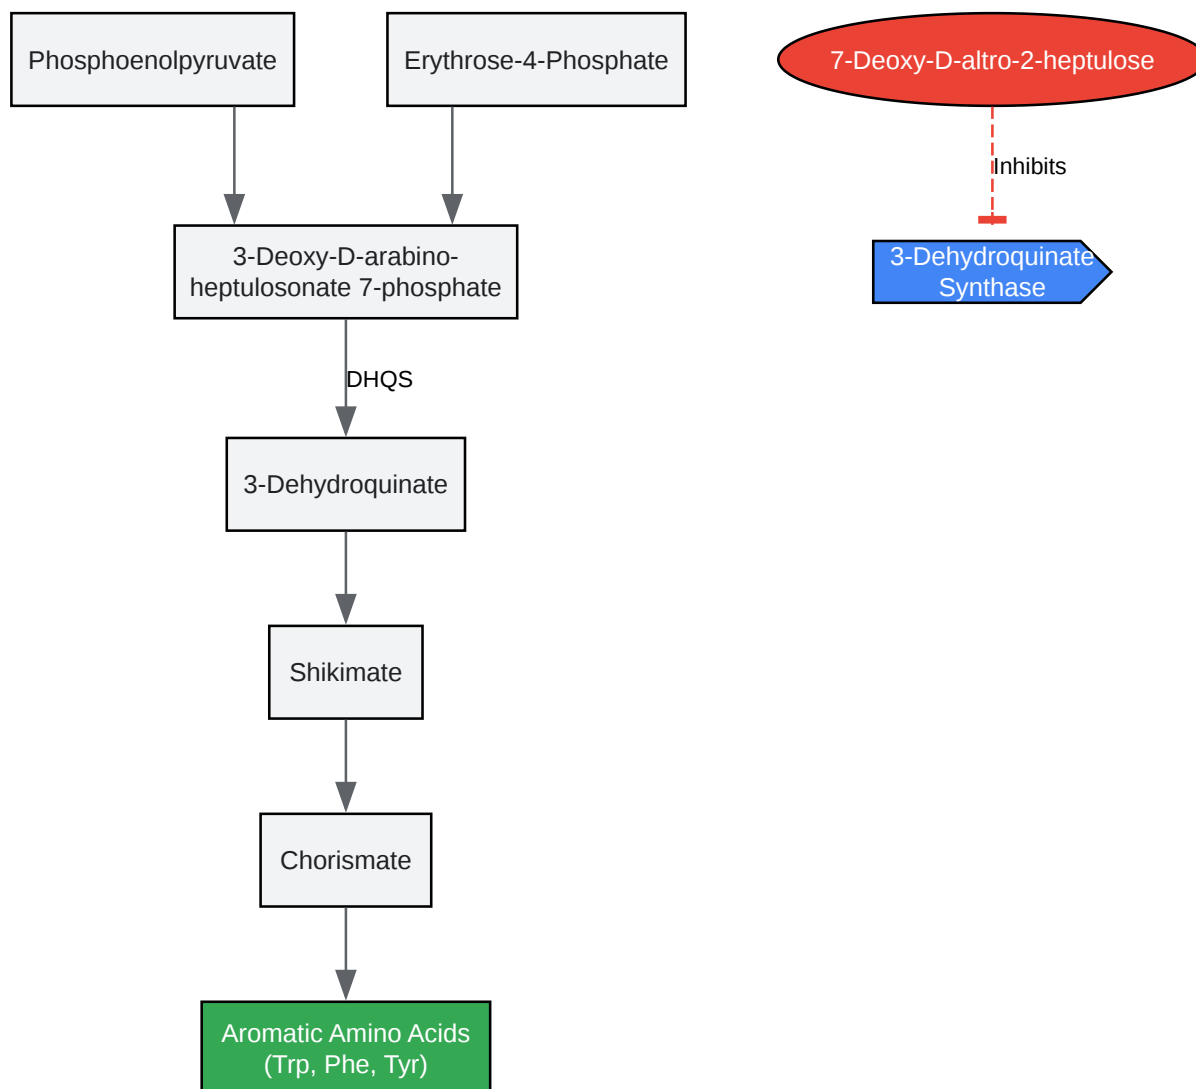 Phosphoenolpyruvate
Erythrose-4-Phosphate
7-Deoxy-D-altro-2-heptulose
Inhibits
3-Deoxy-D-arabino-
heptulosonate 7-phosphate
3-Dehydroquinate
Synthase
DHQS
3-Dehydroquinate
Shikimate
Chorismate
Aromatic Amino Acids
(Trp, Phe, Tyr)